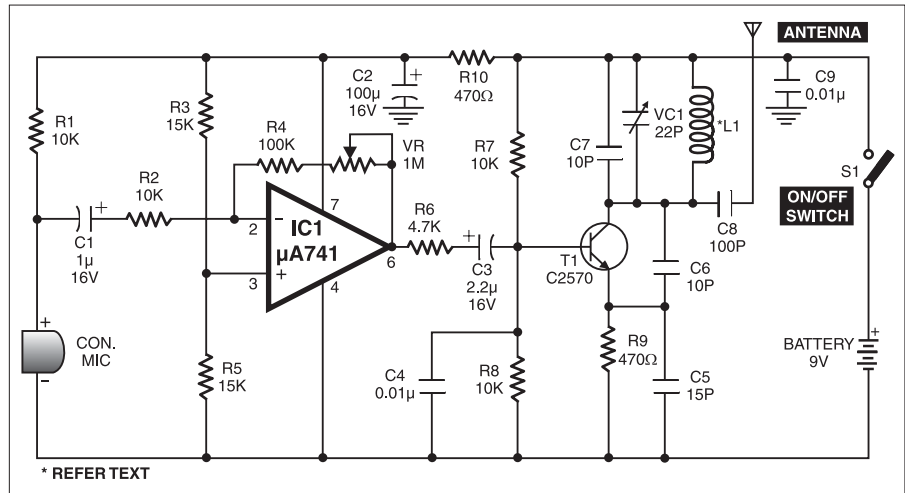 ANTENNA
C2
100µ
16V
R10
470Ω
C9
0.01µ
R1
10K
R3
15K
R4
100K
VR
1M
R7
10K
C7
10P
VC1
22P
*L1
S1
ON/OFF
SWITCH
R2
10K
C1
1µ
16V
+
2
−
3
+
7
IC1
µA741
6
4
R6
4.7K
+
C3
2.2µ
16V
T1
C2570
C8
100P
C6
10P
+
CON.
MIC
−
R5
15K
C4
0.01µ
R8
10K
R9
470Ω
C5
15P
BATTERY
9V
+
+
* REFER TEXT